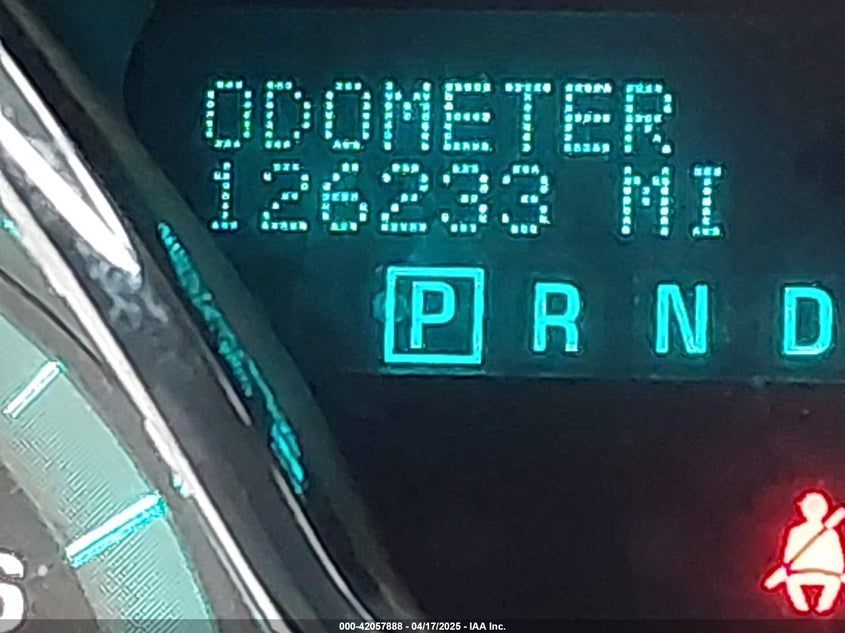 ODOMETER
126233 MI
P R N D
000-42057888 - 04/17/2025 - IAA Inc.